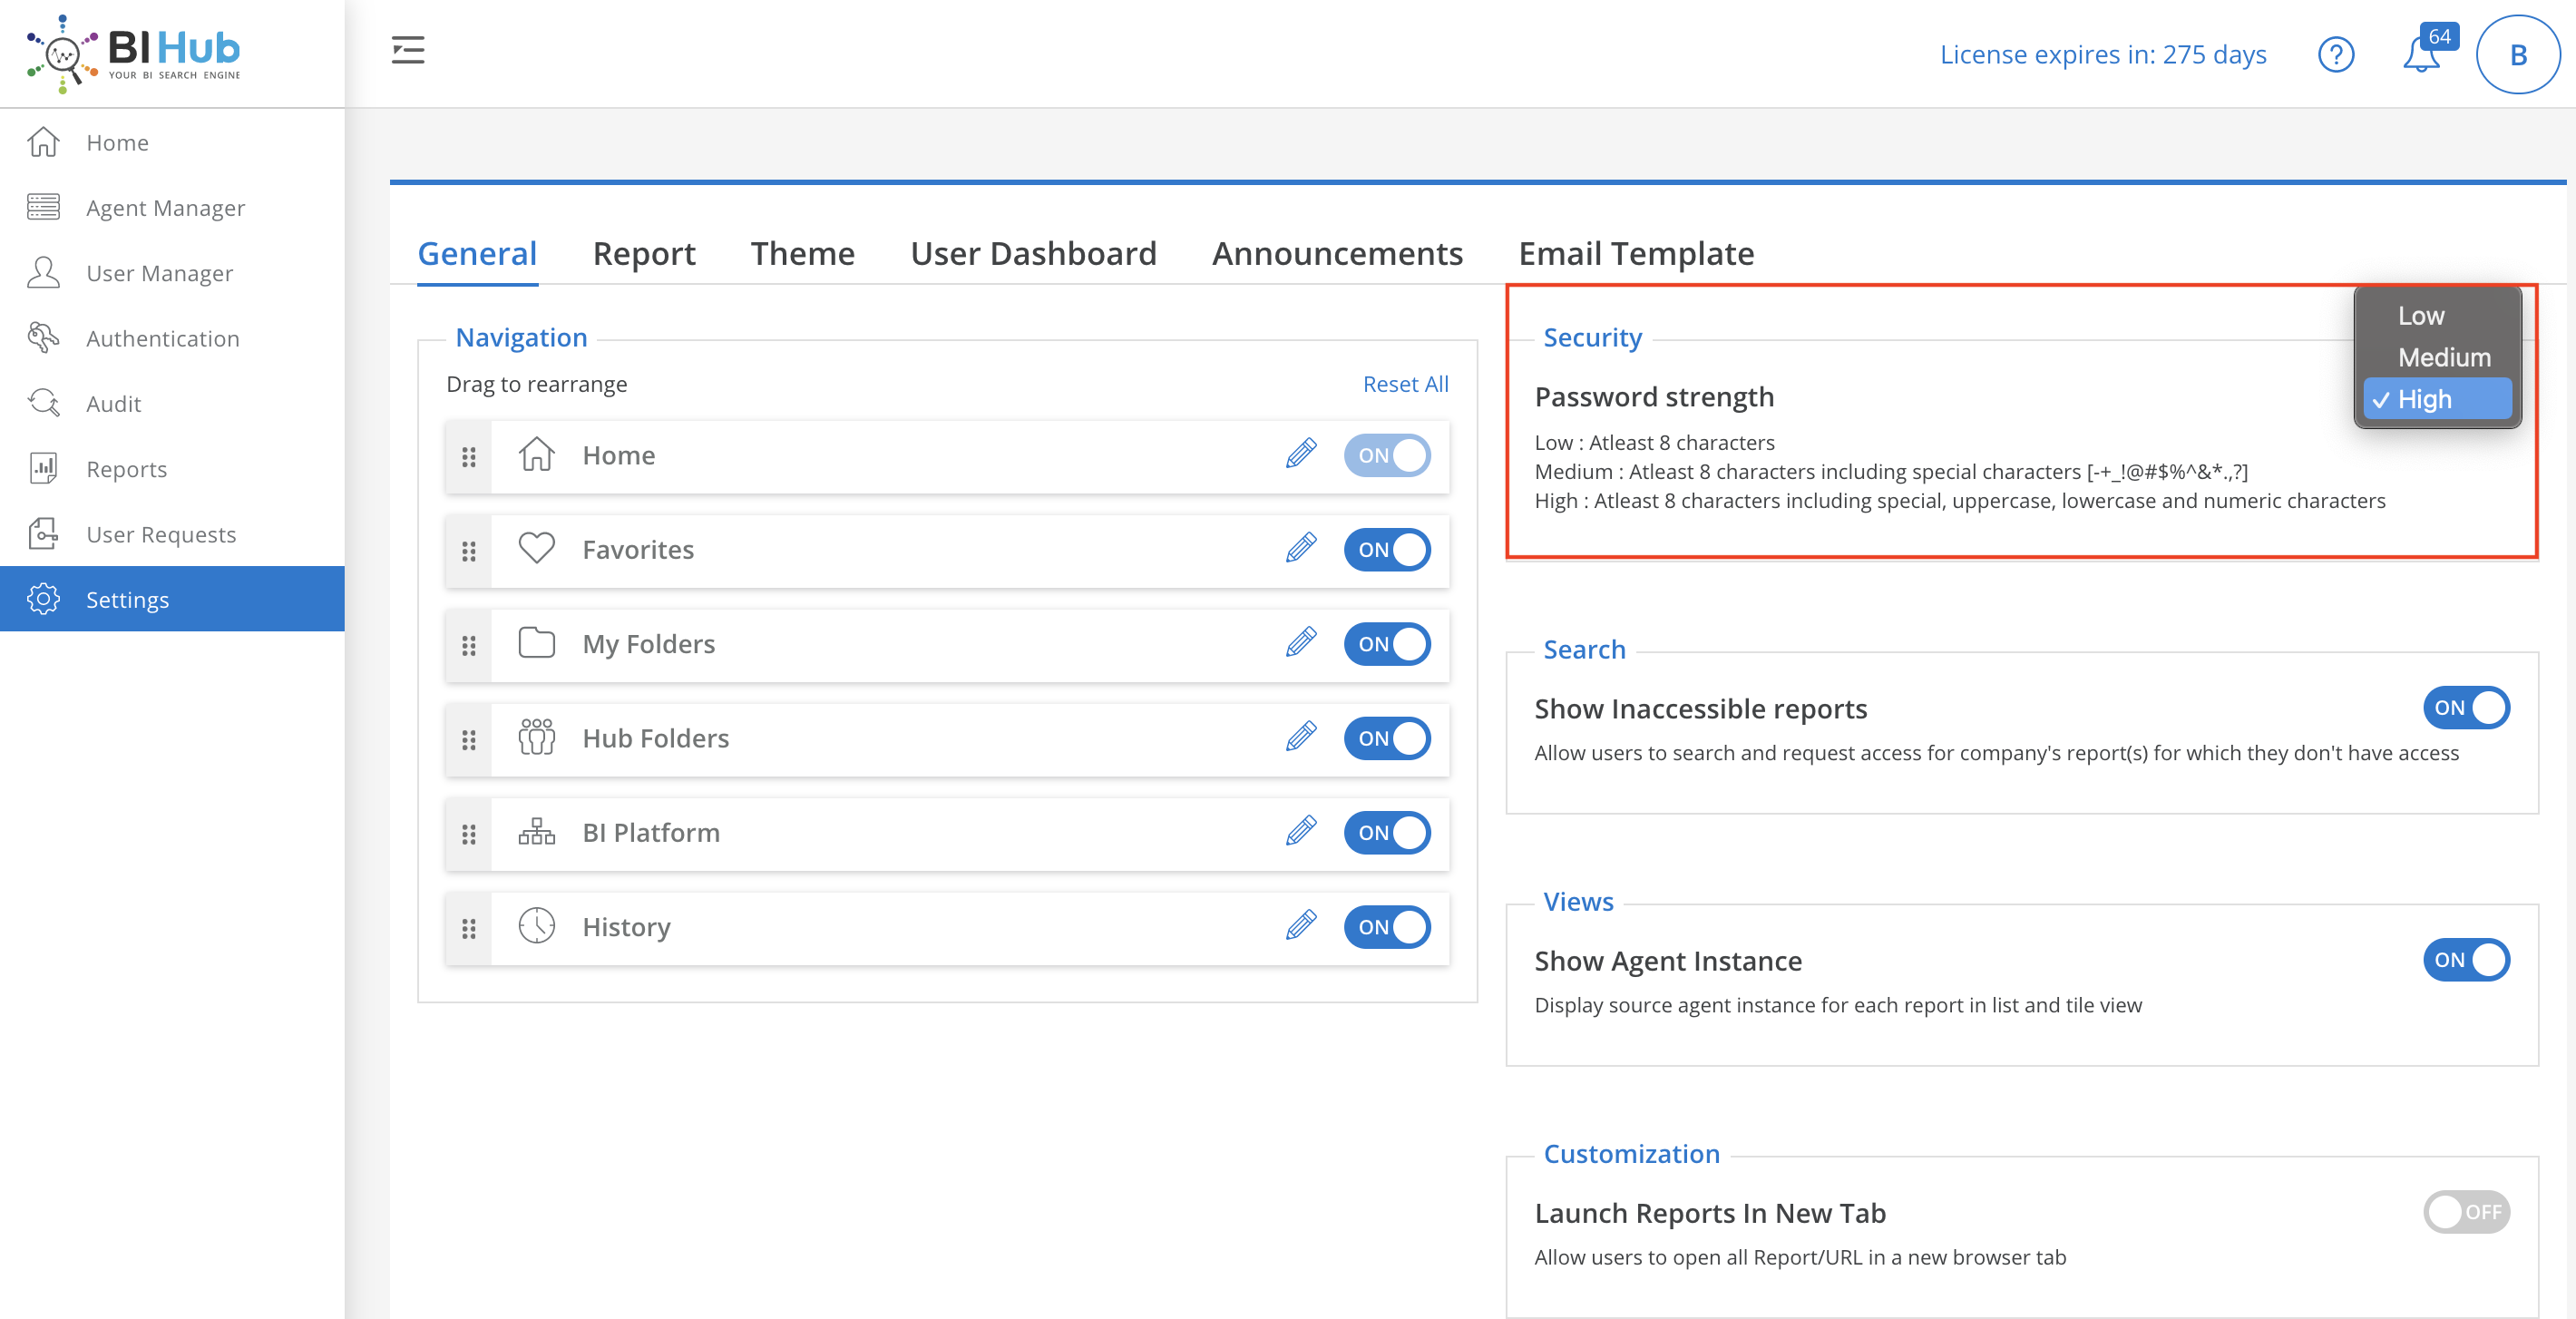 BI Hub
YOUR BI SEARCH ENGINE
License expires in: 275 days
?
64
B
Home
Agent Manager
User Manager
Authentication
Audit
Reports
User Requests
Settings
General Report Theme User Dashboard Announcements Email Template
Navigation
Drag to rearrange Reset All
Home ON
Favorites ON
My Folders ON
Hub Folders ON
BI Platform ON
History ON
Security
Low
Medium
✓ High
Password strength
Low : Atleast 8 characters
Medium : Atleast 8 characters including special characters [-+_!@#$%^&*.,?]
High : Atleast 8 characters including special, uppercase, lowercase and numeric characters
Search
Show Inaccessible reports ON
Allow users to search and request access for company's report(s) for which they don't have access
Views
Show Agent Instance ON
Display source agent instance for each report in list and tile view
Customization
Launch Reports In New Tab OFF
Allow users to open all Report/URL in a new browser tab